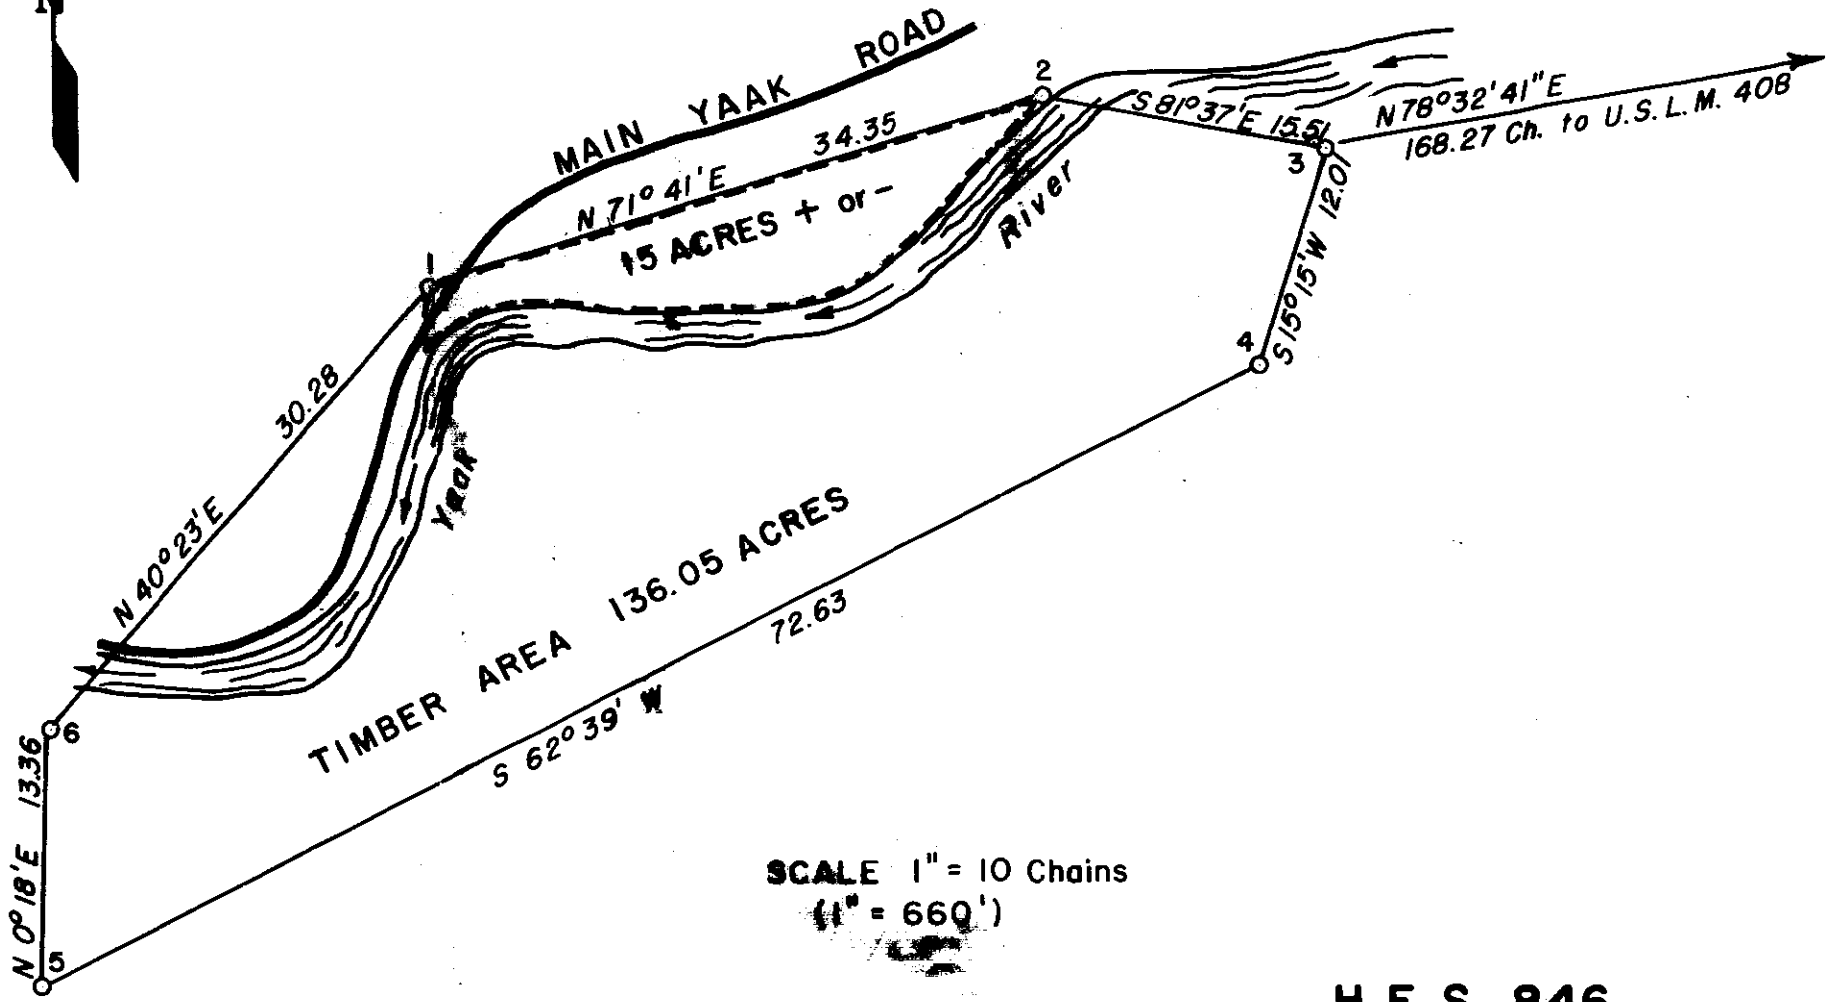 N
MAIN YAAK ROAD
2
S 81°37'E 15.51
N78°32'41"E
168.27 Ch. to U.S.L.M. 408
34.35
N 71° 41'E
15 ACRES + or -
1
3
River
S 15° 15'W 12.01
4
30.28
N 40° 23'E
Yaak
TIMBER AREA 136.05 ACRES
72.63
S 62° 39' W
6
N 0° 18'E 13.36
5
SCALE 1" = 10 Chains
(1" = 660')
H.E.S. 846